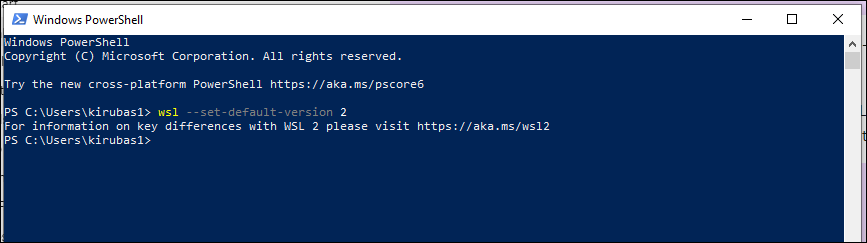 Windows PowerShell
Windows PowerShell
Copyright (C) Microsoft Corporation. All rights reserved.
Try the new cross-platform PowerShell https://aka.ms/pscore6
PS C:\Users\kirubas1> wsl --set-default-version 2
For information on key differences with WSL 2 please visit https://aka.ms/wsl2
PS C:\Users\kirubas1>